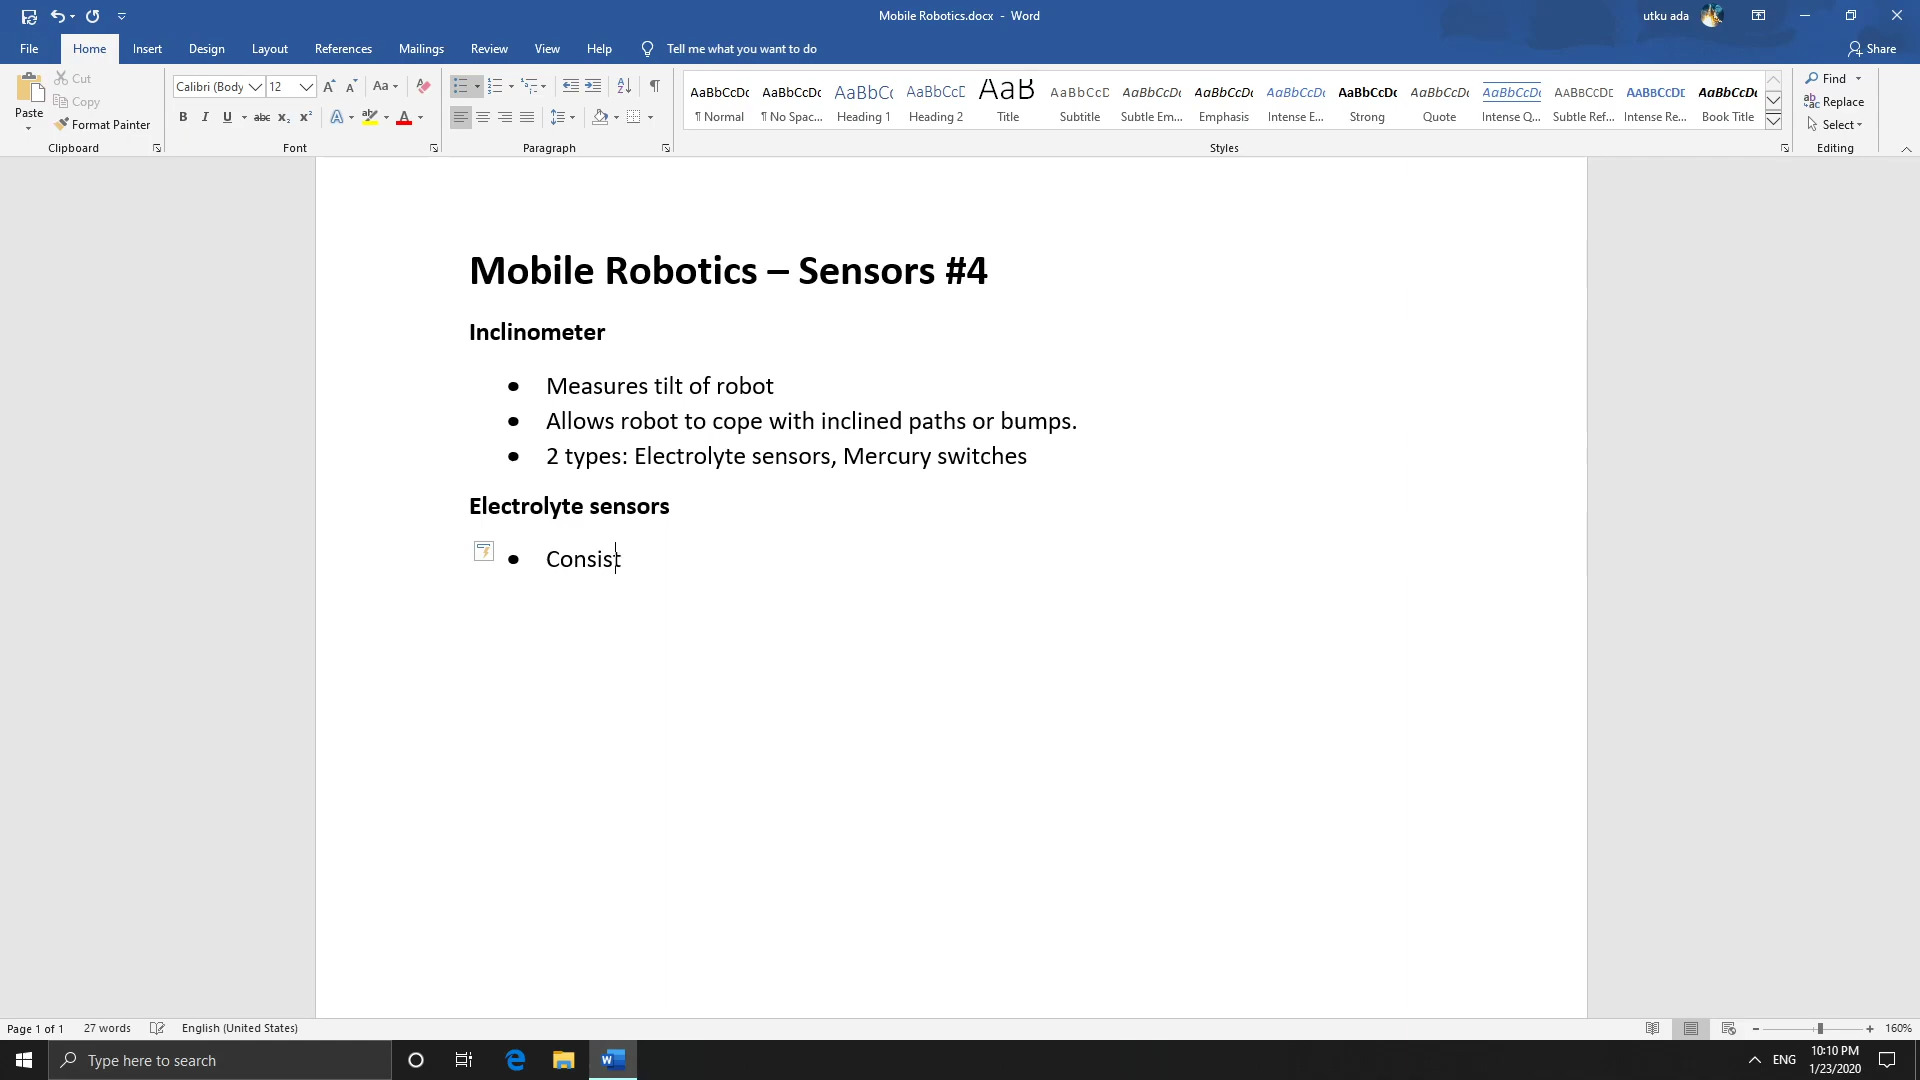 Mobile Robotics.docx - Word
utku ada
File Home Insert Design Layout References Mailings Review View Help Tell me what you want to do
Share
Paste
Cut
Copy
Format Painter
Clipboard
Calibri (Body 12
Font
Paragraph
AaBbCcDc AaBbCcDc AaBbCc AaBbCcD AaB AaBbCcD AaBbCcDc AaBbCcDc AaBbCcDc AaBbCcDc AaBbCcDc AaBbCcDc AABBCCDE AABBCCDE AaBbCcDc
¶ Normal ¶ No Spac... Heading 1 Heading 2 Title Subtitle Subtle Em... Emphasis Intense E... Strong Quote Intense Q... Subtle Ref... Intense Re... Book Title
Styles
Find
Replace
Select
Editing
Mobile Robotics – Sensors #4
Inclinometer
• Measures tilt of robot
• Allows robot to cope with inclined paths or bumps.
• 2 types: Electrolyte sensors, Mercury switches
Electrolyte sensors
• Consist
Page 1 of 1 27 words English (United States) 160%
Type here to search
ENG
10:10 PM
1/23/2020